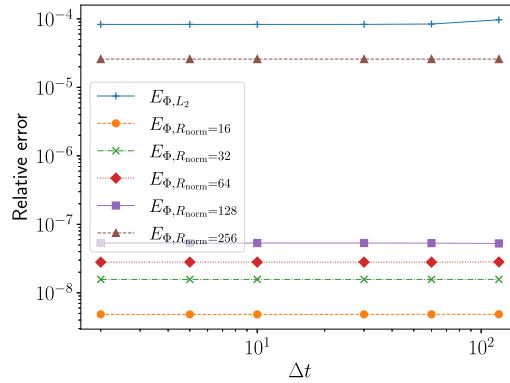 10^{-4}
10^{-5}
10^{-6}
10^{-7}
10^{-8}
Relative error
E_{Φ,L_2}
E_{Φ,R_{norm}=16}
E_{Φ,R_{norm}=32}
E_{Φ,R_{norm}=64}
E_{Φ,R_{norm}=128}
E_{Φ,R_{norm}=256}
10^1
10^2
Δt